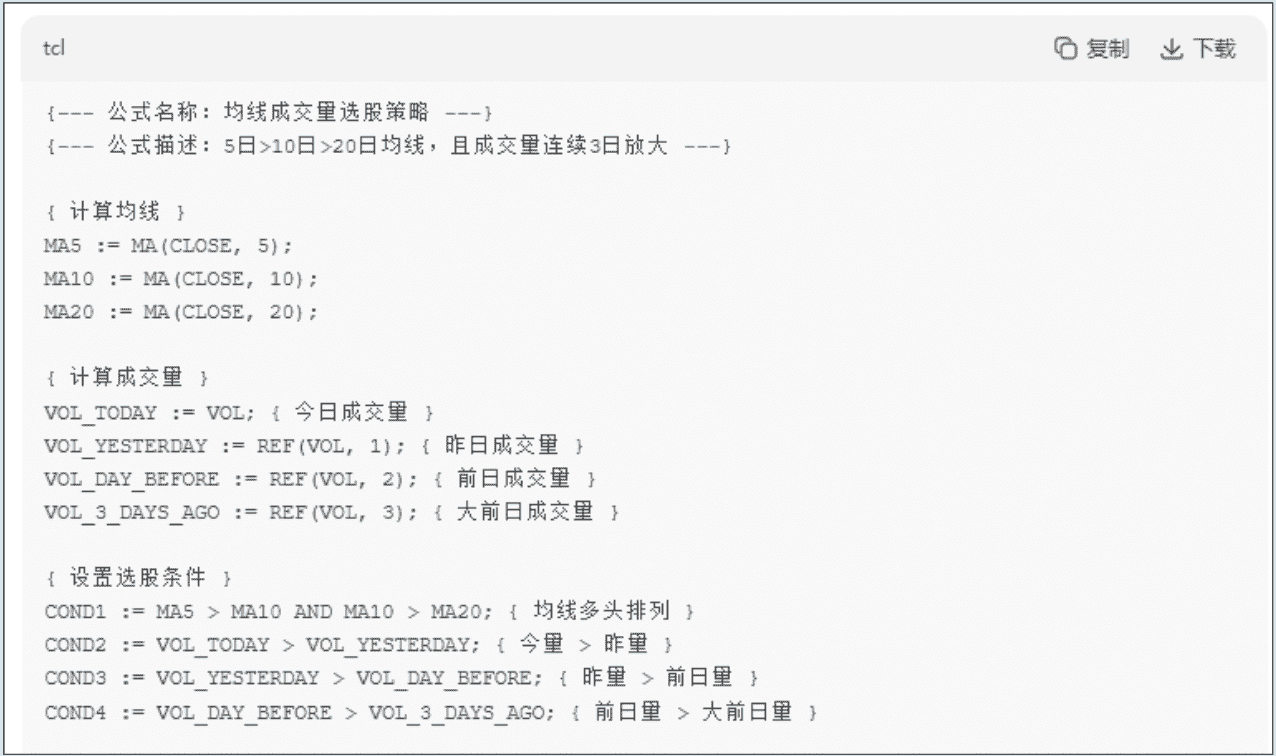 tcl
复制 下载
{--- 公式名称：均线成交量选股策略 ---}
{--- 公式描述：5日>10日>20日均线，且成交量连续3日放大 ---}
{ 计算均线 }
MA5 := MA(CLOSE, 5);
MA10 := MA(CLOSE, 10);
MA20 := MA(CLOSE, 20);
{ 计算成交量 }
VOL_TODAY := VOL; { 今日成交量 }
VOL_YESTERDAY := REF(VOL, 1); { 昨日成交量 }
VOL_DAY_BEFORE := REF(VOL, 2); { 前日成交量 }
VOL_3_DAYS_AGO := REF(VOL, 3); { 大前日成交量 }
{ 设置选股条件 }
COND1 := MA5 > MA10 AND MA10 > MA20; { 均线多头排列 }
COND2 := VOL_TODAY > VOL_YESTERDAY; { 今量 > 昨量 }
COND3 := VOL_YESTERDAY > VOL_DAY_BEFORE; { 昨量 > 前日量 }
COND4 := VOL_DAY_BEFORE > VOL_3_DAYS_AGO; { 前日量 > 大前日量 }